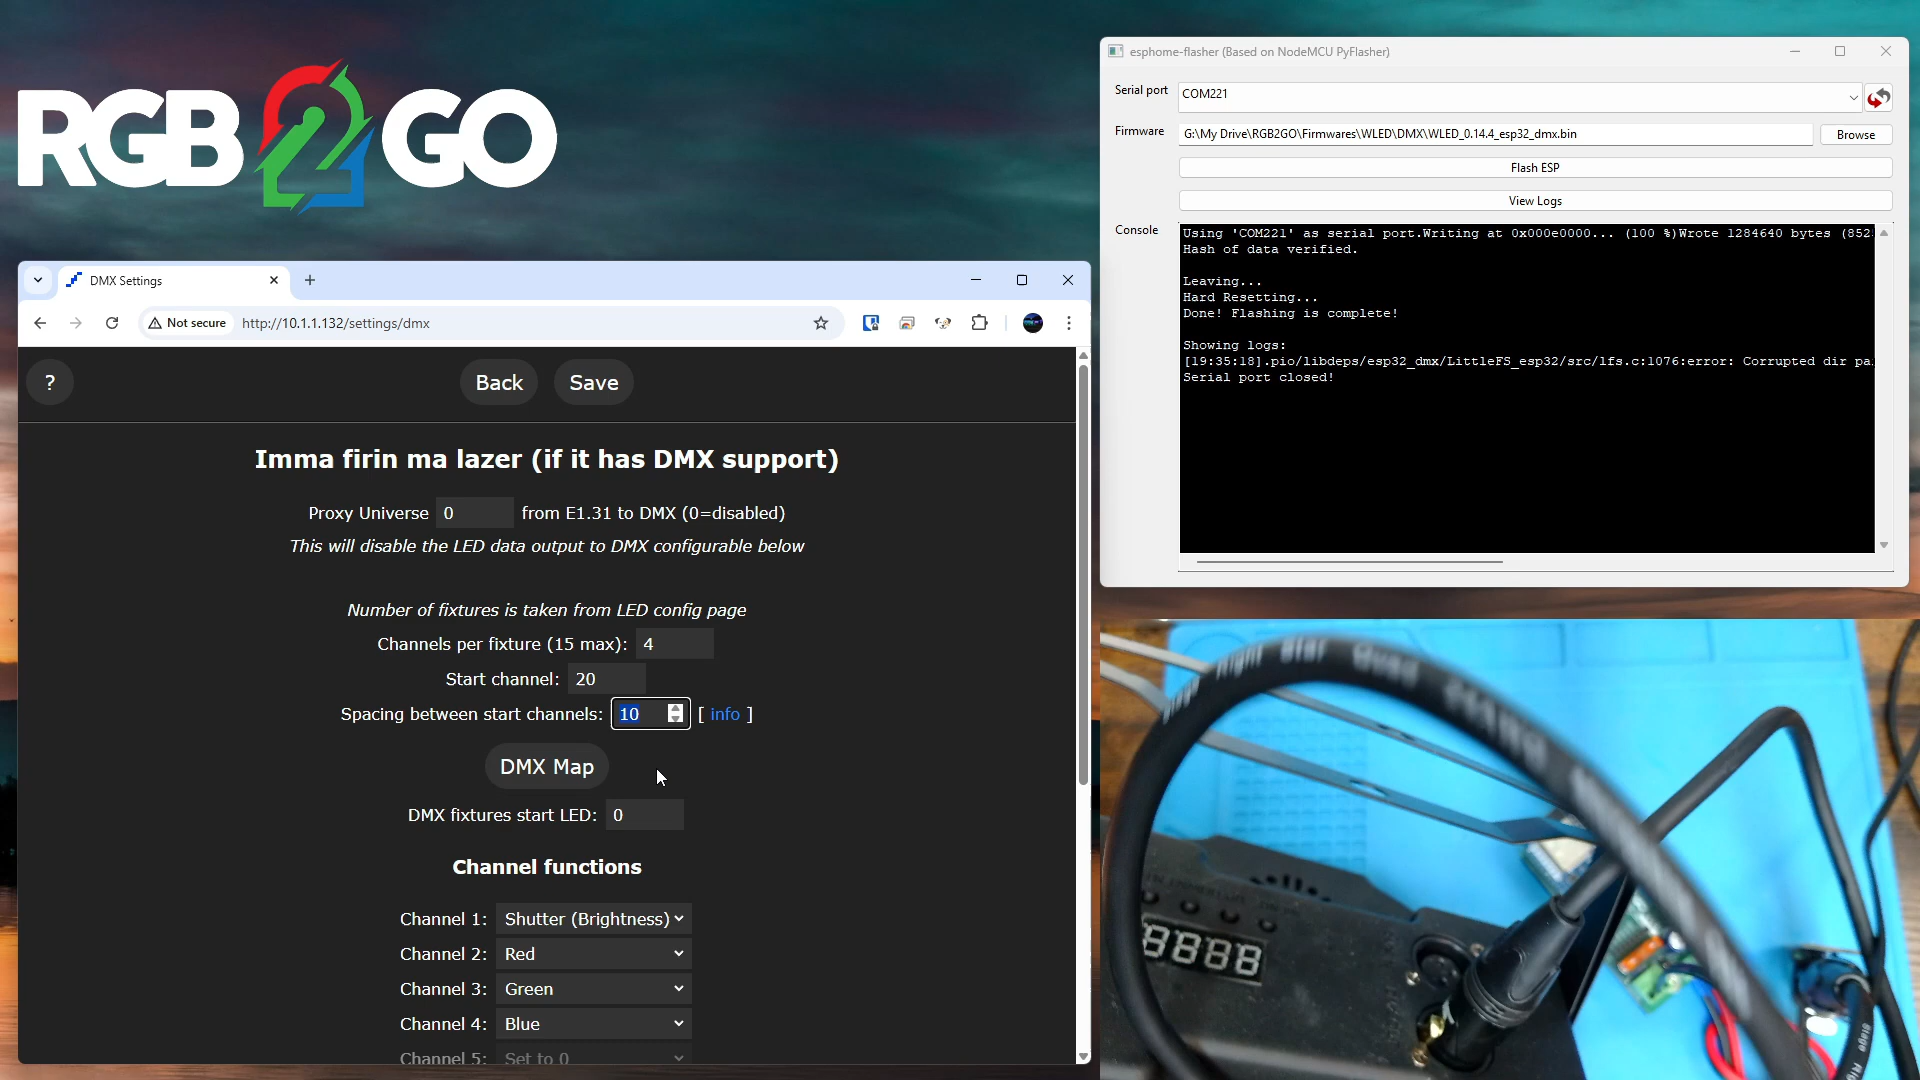 RGB2GO
DMX Settings
Not secure
http://10.1.1.132/settings/dmx
?
Back
Save
Imma firin ma lazer (if it has DMX support)
Proxy Universe 0 from E1.31 to DMX (0=disabled)
This will disable the LED data output to DMX configurable below
Number of fixtures is taken from LED config page
Channels per fixture (15 max): 4
Start channel: 20
Spacing between start channels: 10 [ info ]
DMX Map
DMX fixtures start LED: 0
Channel functions
Channel 1: Shutter (Brightness)
Channel 2: Red
Channel 3: Green
Channel 4: Blue
Channel 5: Set to 0
esphome-flasher (Based on NodeMCU PyFlasher)
Serial port COM221
Firmware G:\My Drive\RGB2GO\Firmwares\WLED\DMX\WLED_0.14.4_esp32_dmx.bin Browse
Flash ESP
View Logs
Console
Using 'COM221' as serial port.Writing at 0x000e0000... (100 %)Wrote 1284640 bytes (852
Hash of data verified.
Leaving...
Hard Resetting...
Done! Flashing is complete!
Showing logs:
[19:35:18].pio/libdeps/esp32_dmx/LittleFS_esp32/src/lfs.c:1076:error: Corrupted dir pa
Serial port closed!
8888